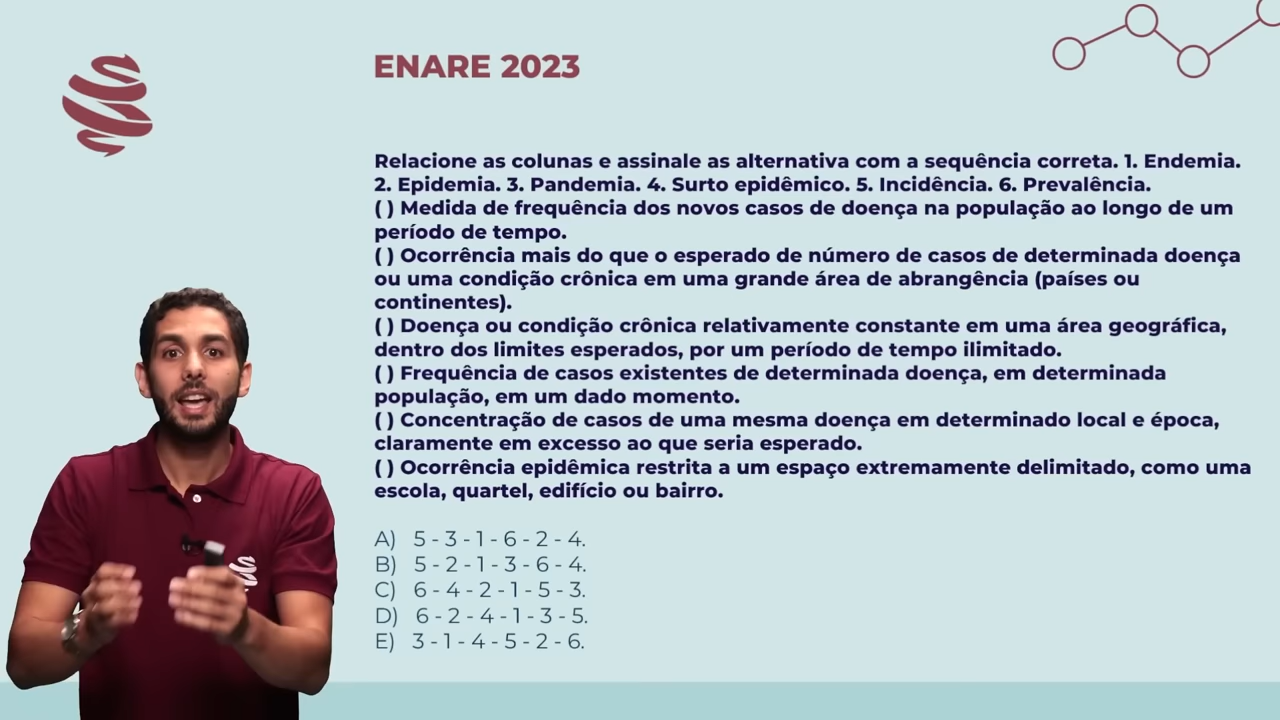 ENARE 2023
Relacione as colunas e assinale as alternativa com a sequência correta. 1. Endemia.
2. Epidemia. 3. Pandemia. 4. Surto epidêmico. 5. Incidência. 6. Prevalência.
( ) Medida de frequência dos novos casos de doença na população ao longo de um
período de tempo.
( ) Ocorrência mais do que o esperado de número de casos de determinada doença
ou uma condição crônica em uma grande área de abrangência (países ou
continentes).
( ) Doença ou condição crônica relativamente constante em uma área geográfica,
dentro dos limites esperados, por um período de tempo ilimitado.
( ) Frequência de casos existentes de determinada doença, em determinada
população, em um dado momento.
( ) Concentração de casos de uma mesma doença em determinado local e época,
claramente em excesso ao que seria esperado.
( ) Ocorrência epidêmica restrita a um espaço extremamente delimitado, como uma
escola, quartel, edifício ou bairro.
A) 5 - 3 - 1 - 6 - 2 - 4.
B) 5 - 2 - 1 - 3 - 6 - 4.
C) 6 - 4 - 2 - 1 - 5 - 3.
D) 6 - 2 - 4 - 1 - 3 - 5.
E) 3 - 1 - 4 - 5 - 2 - 6.